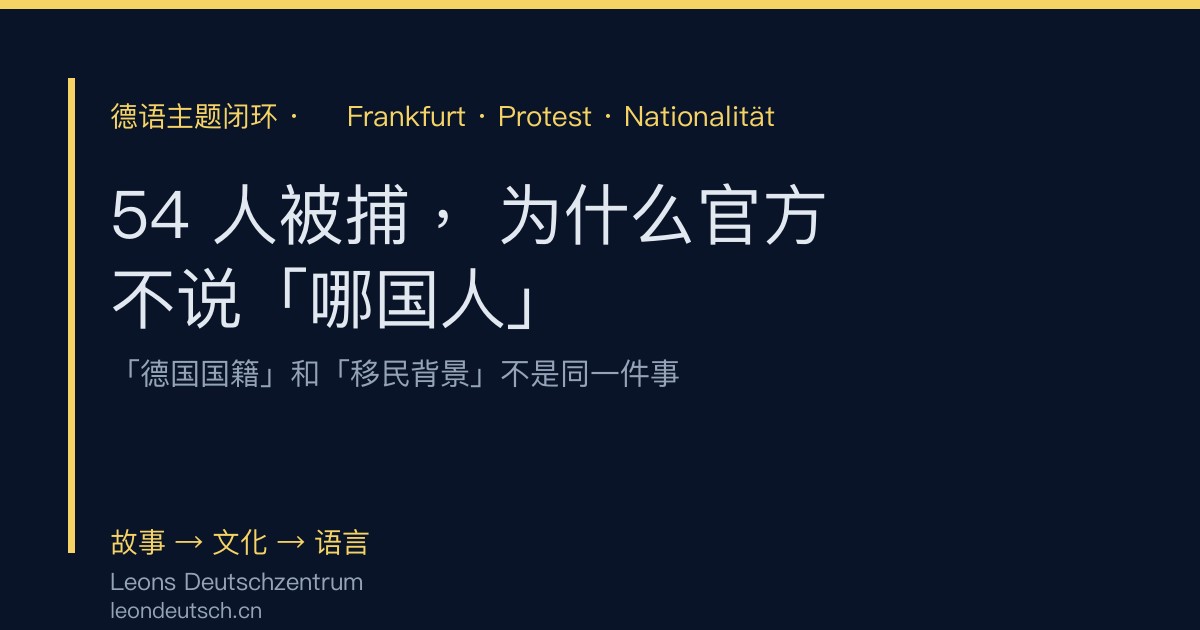 德语主题闭环 · Frankfurt · Protest · Nationalität
54 人被捕， 为什么官方
不说「哪国人」
「德国国籍」和「移民背景」不是同一件事
故事 → 文化 → 语言
Leons Deutschzentrum
leondeutsch.cn